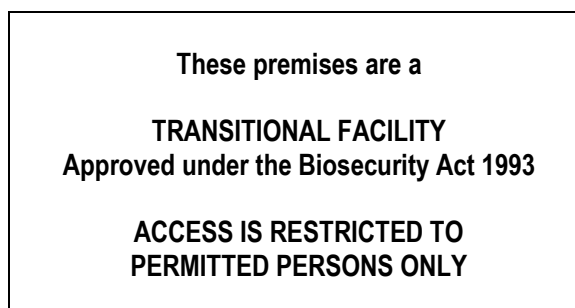 These premises are a
TRANSITIONAL FACILITY
Approved under the Biosecurity Act 1993
ACCESS IS RESTRICTED TO
PERMITTED PERSONS ONLY